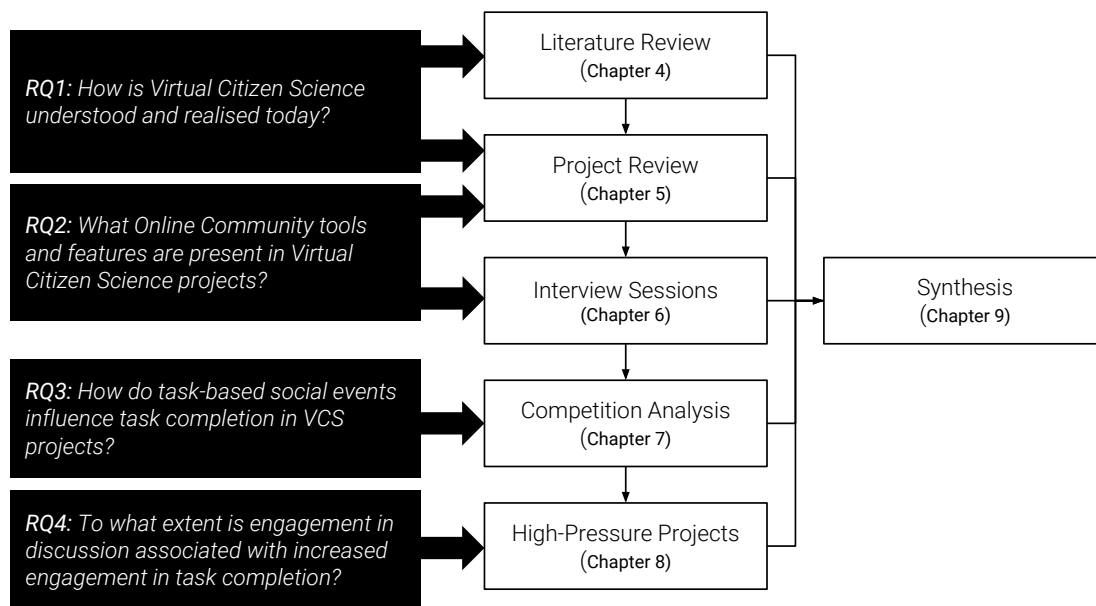 RQ1: How is Virtual Citizen Science
understood and realised today?
RQ2: What Online Community tools
and features are present in Virtual
Citizen Science projects?
RQ3: How do task-based social events
influence task completion in VCS
projects?
RQ4: To what extent is engagement in
discussion associated with increased
engagement in task completion?
Literature Review
(Chapter 4)
Project Review
(Chapter 5)
Interview Sessions
(Chapter 6)
Competition Analysis
(Chapter 7)
High-Pressure Projects
(Chapter 8)
Synthesis
(Chapter 9)